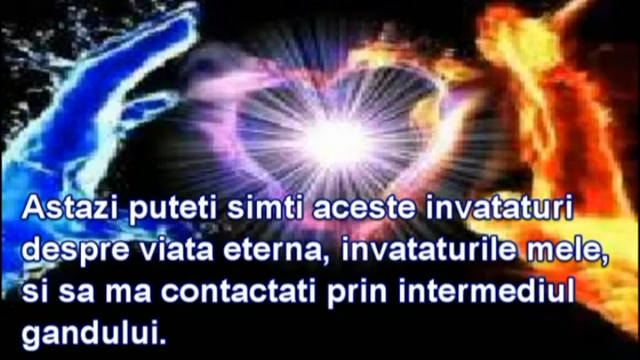 Astazi puteti simti aceste invataturi
despre viata eterna, invataturile mele,
si sa ma contactati prin intermediul
gandului.